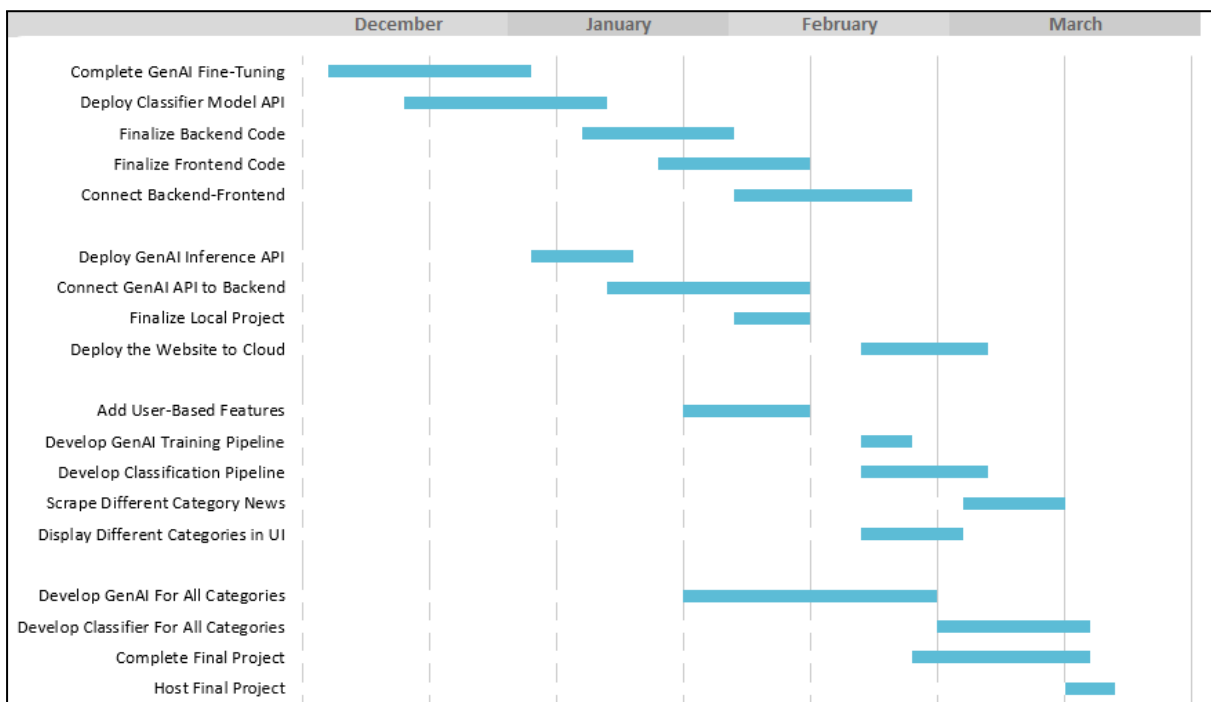 December January February March
Complete GenAI Fine-Tuning
Deploy Classifier Model API
Finalize Backend Code
Finalize Frontend Code
Connect Backend-Frontend
Deploy GenAI Inference API
Connect GenAI API to Backend
Finalize Local Project
Deploy the Website to Cloud
Add User-Based Features
Develop GenAI Training Pipeline
Develop Classification Pipeline
Scrape Different Category News
Display Different Categories in UI
Develop GenAI For All Categories
Develop Classifier For All Categories
Complete Final Project
Host Final Project